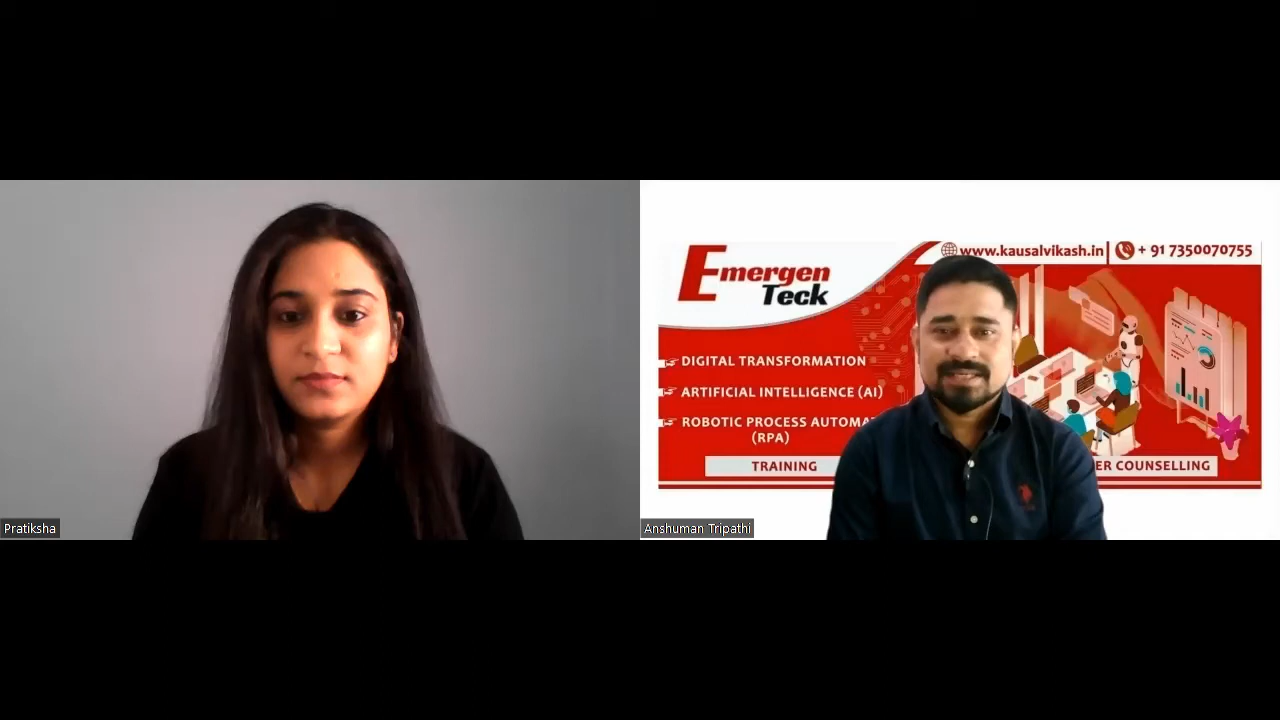 Emergen
Teck
www.kausalvikash.in
+ 91 7350070755
DIGITAL TRANSFORMATION
ARTIFICIAL INTELLIGENCE (AI)
ROBOTIC PROCESS AUTOMA
(RPA)
TRAINING
ER COUNSELLING
Pratiksha
Anshuman Tripathi